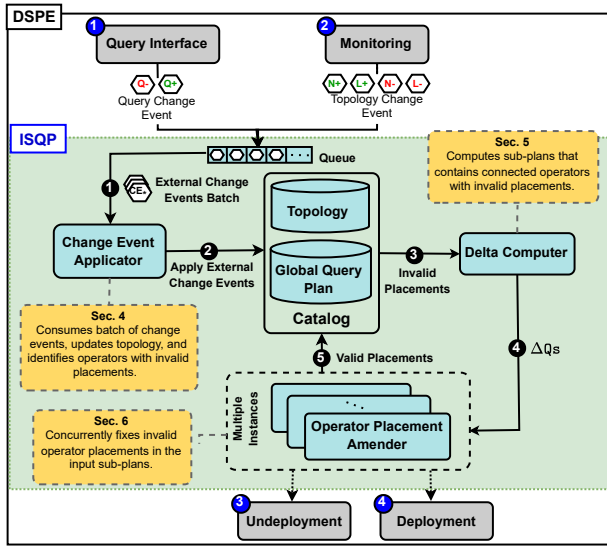 DSPE
1
Query Interface
2
Monitoring
Q-
Q+
Query Change
Event
N+
L+
N-
L-
Topology Change
Event
ISQP
Queue
Sec. 5
Computes sub-plans that
contains connected operators
with invalid placements.
1
CE*
External Change
Events Batch
Topology
Change Event
Applicator
2
Apply External
Change Events
Global Query
Plan
Catalog
3
Invalid
Placements
Delta Computer
Sec. 4
Consumes batch of change
events, updates topology, and
identifies operators with invalid
placements.
5
Valid Placements
4
ΔQs
Sec. 6
Concurrently fixes invalid
operator placements in the
input sub-plans.
Multiple
Instances
. . .
Operator Placement
Amender
3
Undeployment
4
Deployment